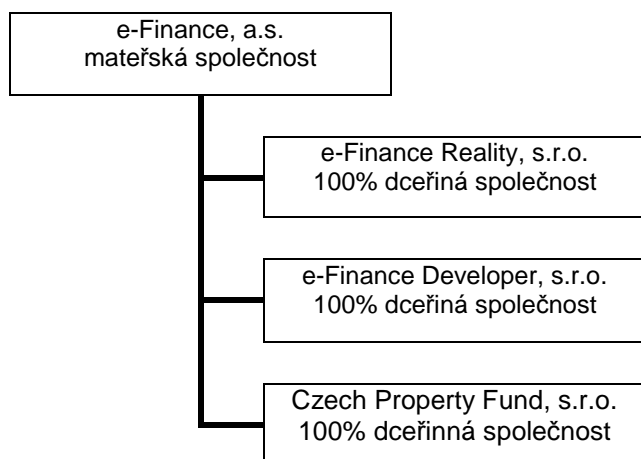 e-Finance, a.s.
mateřská společnost
e-Finance Reality, s.r.o.
100% dceřiná společnost
e-Finance Developer, s.r.o.
100% dceřiná společnost
Czech Property Fund, s.r.o.
100% dceřinná společnost